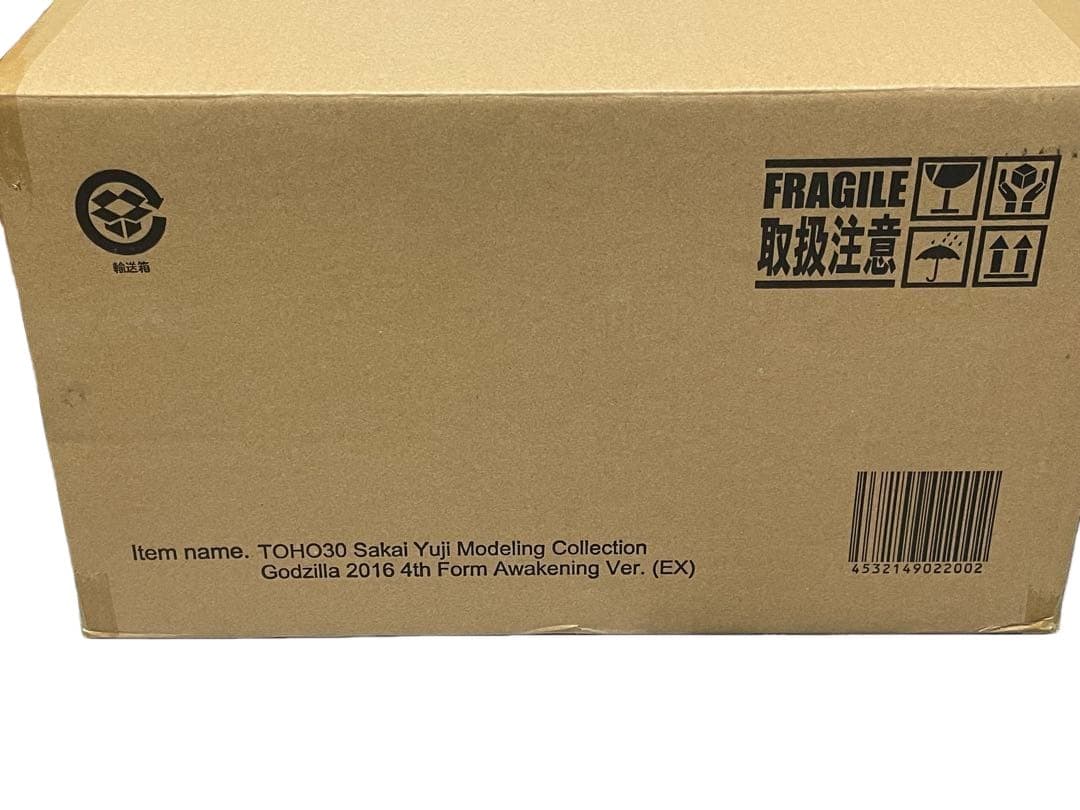 FRAGILE
取扱注意
輸送箱
Item name. TOHO30 Sakai Yuji Modeling Collection
Godzilla 2016 4th Form Awakening Ver. (EX)
4532149022002